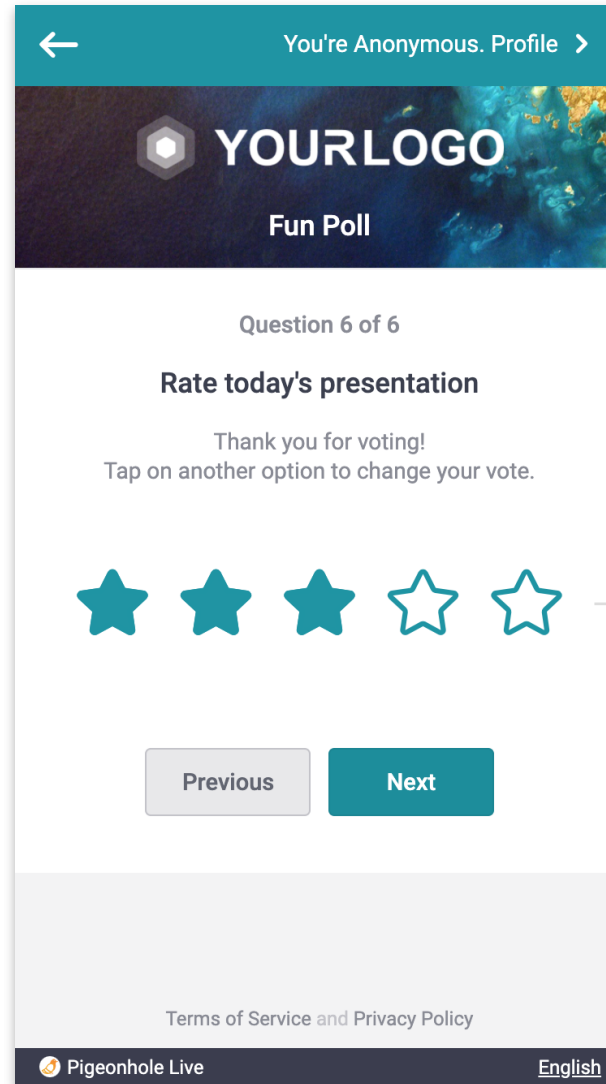 You're Anonymous. Profile
YOURLOGO
Fun Poll
Question 6 of 6
Rate today's presentation
Thank you for voting!
Tap on another option to change your vote.
Previous
Next
Terms of Service and Privacy Policy
Pigeonhole Live
English